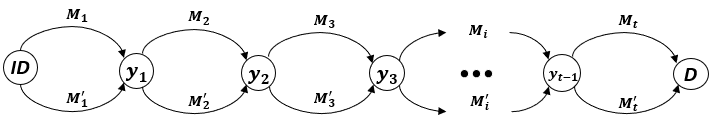 M₁ M₂ M₃ Mᵢ Mₜ
ID y₁ y₂ y₃ ••• yₜ₋₁ D
M′₁ M′₂ M′₃ M′ᵢ M′ₜ